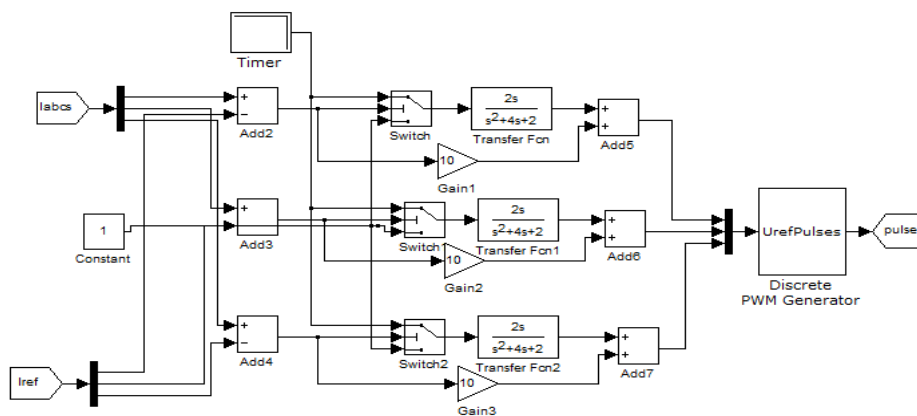 Timer
Iabcs
+
−
Add2
Switch
2s
s²+4s+2
Transfer Fcn
+
+
Add5
10
Gain1
1
Constant
+
Add3
Switch1
2s
s²+4s+2
Transfer Fcn1
+
+
Add6
10
Gain2
UrefPulses
Discrete
PWM Generator
pulse
+
−
Add4
Switch2
2s
s²+4s+2
Transfer Fcn2
+
+
Add7
10
Gain3
Iref